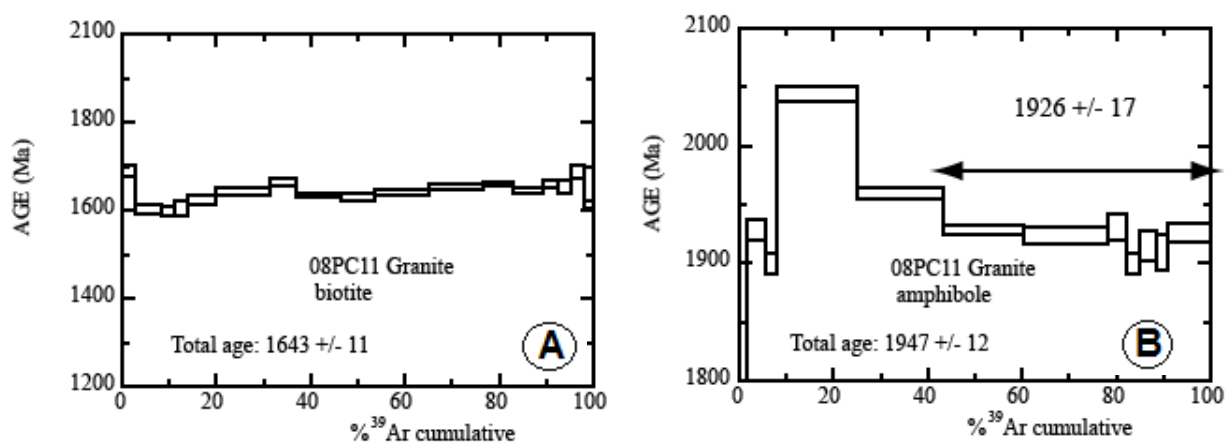 2100
1800
1600
1400
1200
AGE (Ma)
0
20
40
60
80
100
%39Ar cumulative
08PC11 Granite
biotite
Total age: 1643 +/- 11
A
2100
2000
1900
1800
AGE (Ma)
0
20
40
60
80
100
%39Ar cumulative
1926 +/- 17
08PC11 Granite
amphibole
Total age: 1947 +/- 12
B